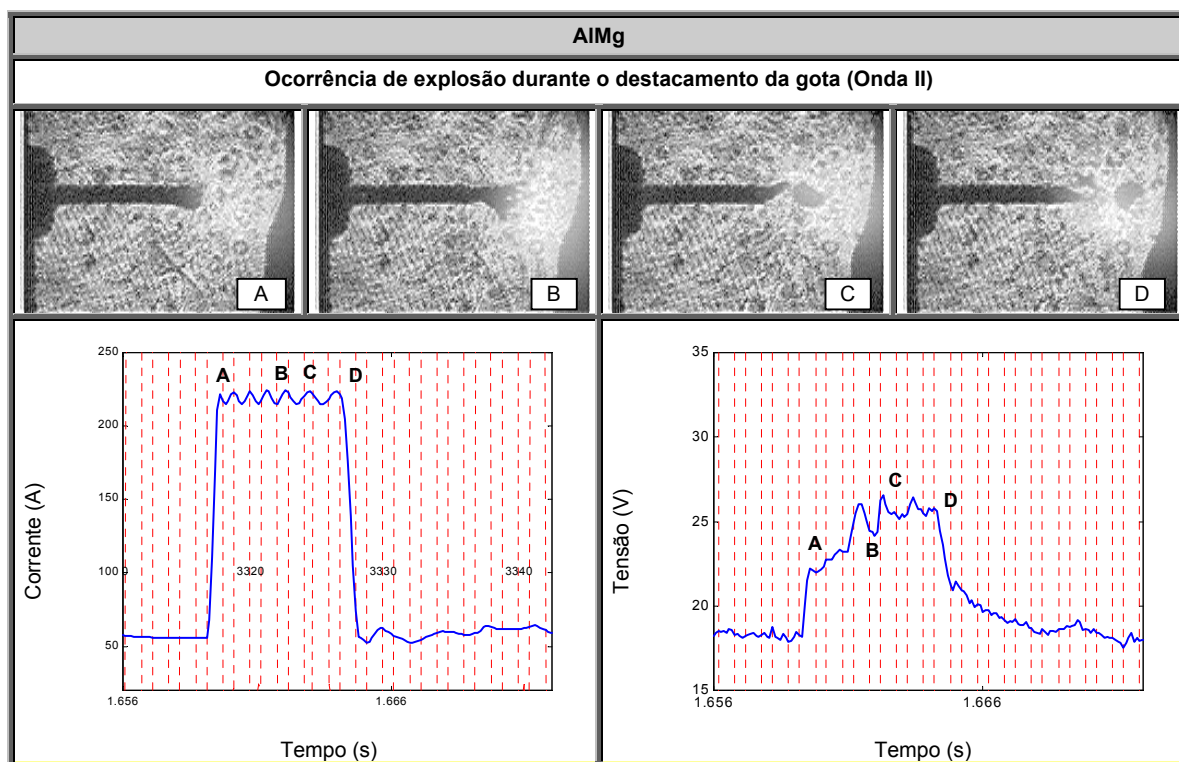 AlMg
Ocorrência de explosão durante o destacamento da gota (Onda II)
A
B
C
D
250
200
150
100
50
Corrente (A)
A
B
C
D
0
3320
3330
3340
1.656
1.666
Tempo (s)
35
30
25
20
15
Tensão (V)
A
B
C
D
1.656
1.666
Tempo (s)